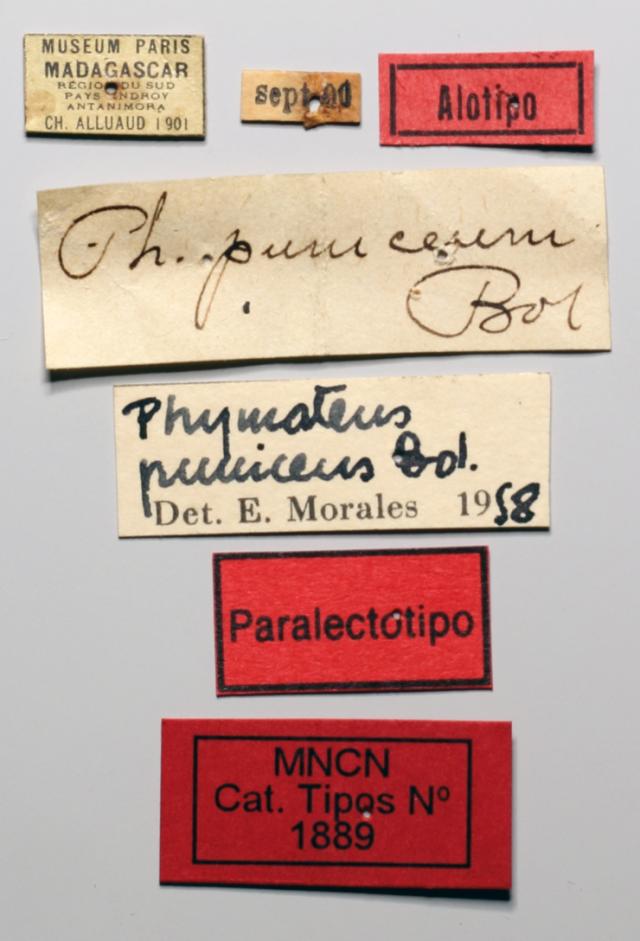 MUSEUM PARIS
MADAGASCAR
RÉGION DU SUD
PAYS ANDROY
ANTANIMORA
CH. ALLUAUD 1901
sept. 01
Alotipo
Ph. puniceum
Bol
Phymateus
puniceus Bol.
Det. E. Morales 1958
Paralectotipo
MNCN
Cat. Tipos Nº
1889